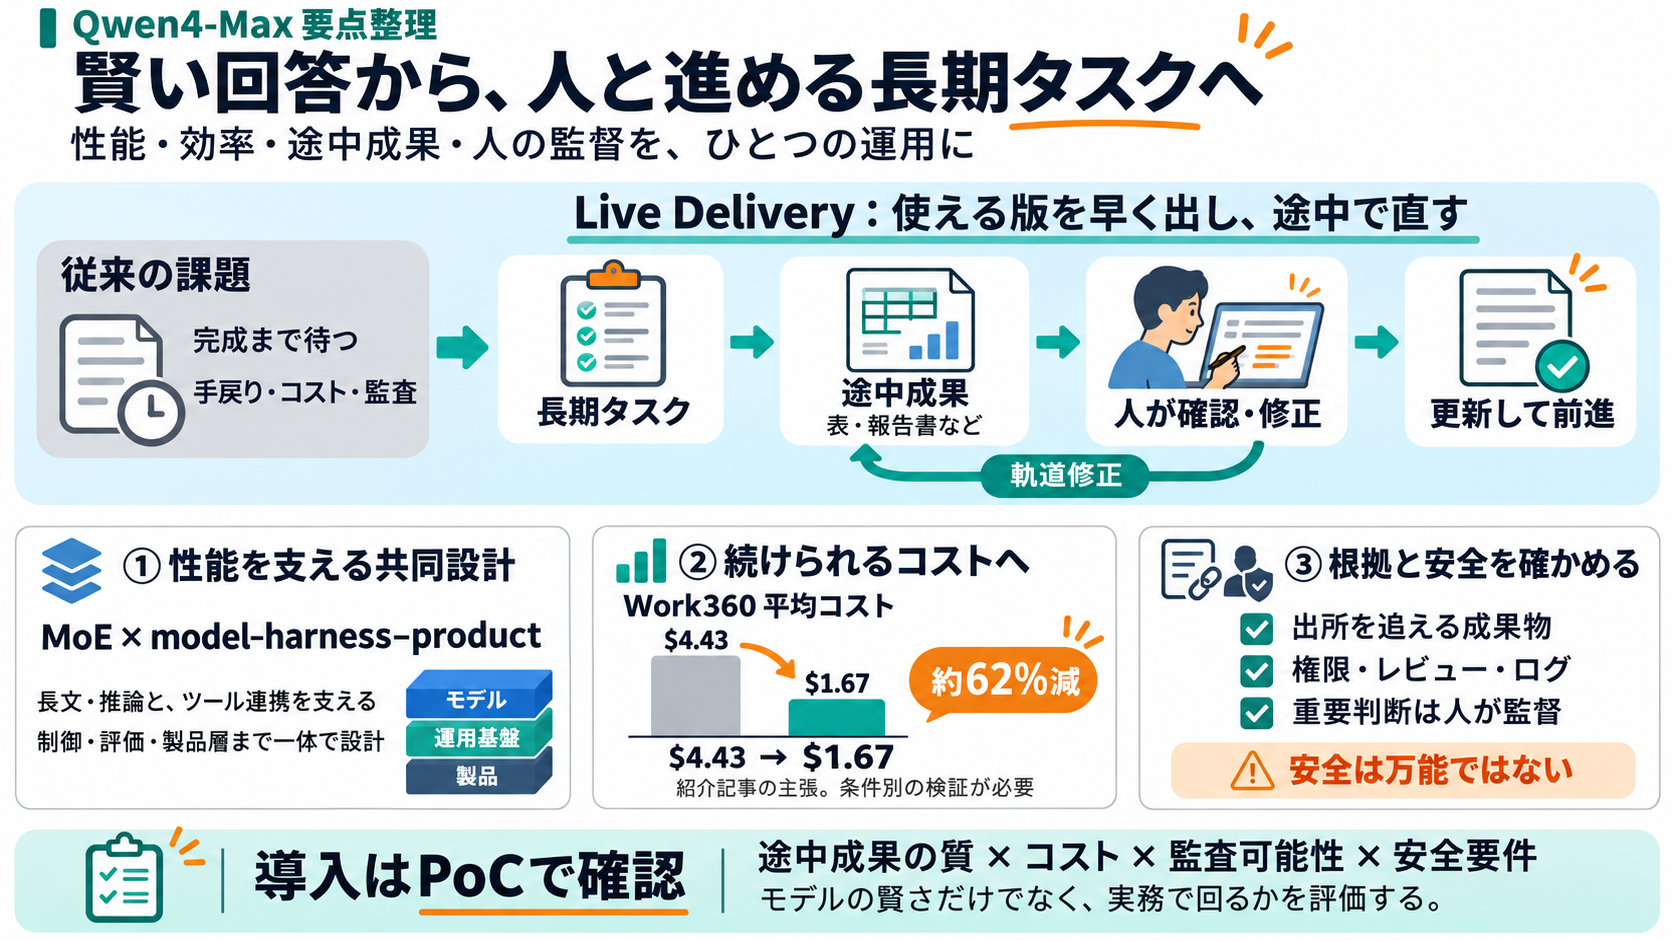 Qwen4-Max 要点整理
賢い回答から、人と進める長期タスクへ
性能・効率・途中成果・人の監督を、ひとつの運用に
Live Delivery：使える版を早く出し、途中で直す
従来の課題
完成まで待つ
手戻り・コスト・監査
長期タスク
途中成果
表・報告書など
人が確認・修正
更新して前進
軌道修正
① 性能を支える共同設計
MoE × model-harness-product
長文・推論と、ツール連携を支える
制御・評価・製品層まで一体で設計
モデル
運用基盤
製品
② 続けられるコストへ
Work360 平均コスト
$4.43
$1.67
約62%減
$4.43 → $1.67
紹介記事の主張。条件別の検証が必要
③ 根拠と安全を確かめる
出所を追える成果物
権限・レビュー・ログ
重要判断は人が監督
安全は万能ではない
導入はPoCで確認
途中成果の質 × コスト × 監査可能性 × 安全要件
モデルの賢さだけでなく、実務で回るかを評価する。